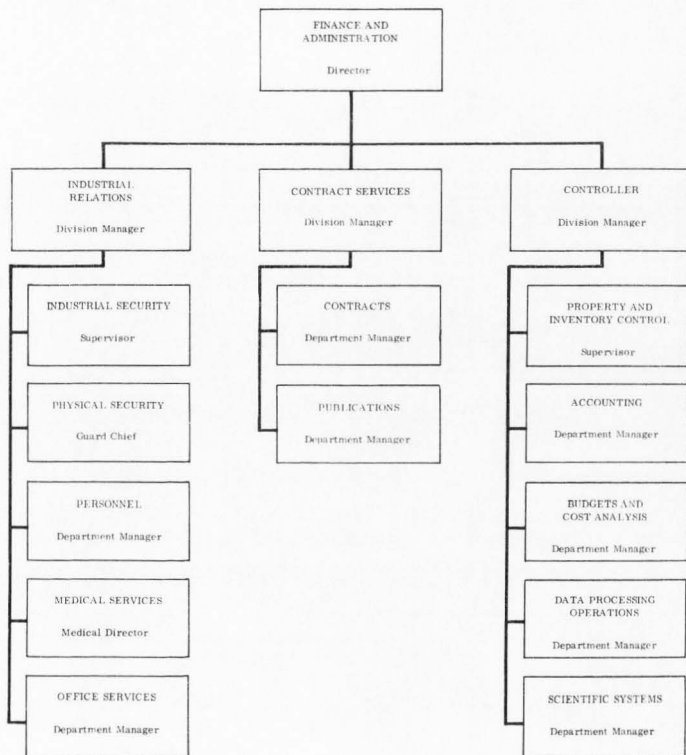 FINANCE AND
ADMINISTRATION
Director
INDUSTRIAL
RELATIONS
Division Manager
INDUSTRIAL SECURITY
Supervisor
PHYSICAL SECURITY
Guard Chief
PERSONNEL
Department Manager
MEDICAL SERVICES
Medical Director
OFFICE SERVICES
Department Manager
CONTRACT SERVICES
Division Manager
CONTRACTS
Department Manager
PUBLICATIONS
Department Manager
CONTROLLER
Division Manager
PROPERTY AND
INVENTORY CONTROL
Supervisor
ACCOUNTING
Department Manager
BUDGETS AND
COST ANALYSIS
Department Manager
DATA PROCESSING
OPERATIONS
Department Manager
SCIENTIFIC SYSTEMS
Department Manager